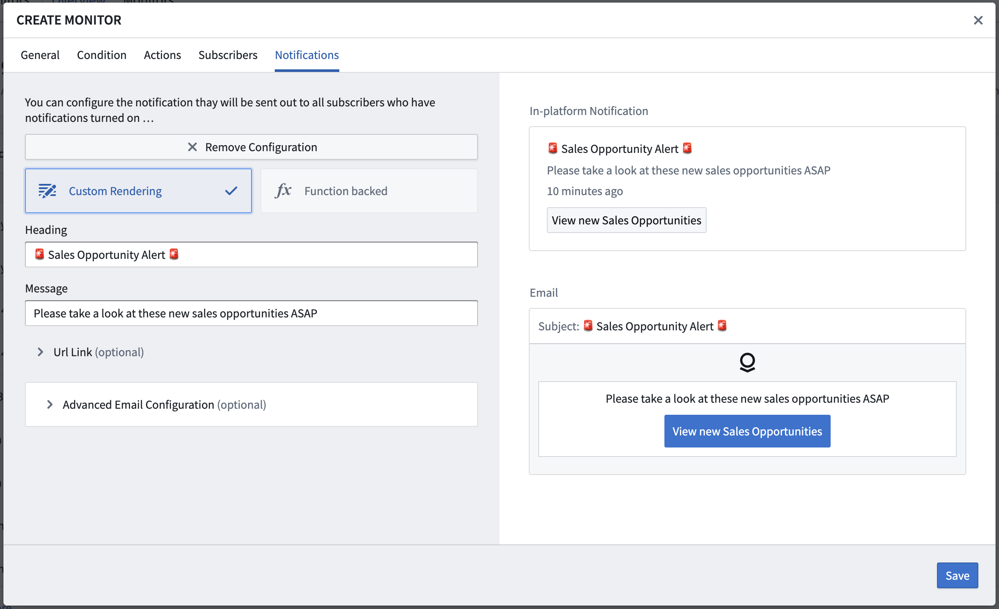 Overview
CREATE MONITOR
General Condition Actions Subscribers Notifications
You can configure the notification thay will be sent out to all subscribers who have
notifications turned on …
Remove Configuration
Custom Rendering
fx Function backed
Heading
🚨 Sales Opportunity Alert 🚨
Message
Please take a look at these new sales opportunities ASAP
Url Link (optional)
Advanced Email Configuration (optional)
In-platform Notification
🚨 Sales Opportunity Alert 🚨
Please take a look at these new sales opportunities ASAP
10 minutes ago
View new Sales Opportunities
Email
Subject: 🚨 Sales Opportunity Alert 🚨
Please take a look at these new sales opportunities ASAP
View new Sales Opportunities
Save